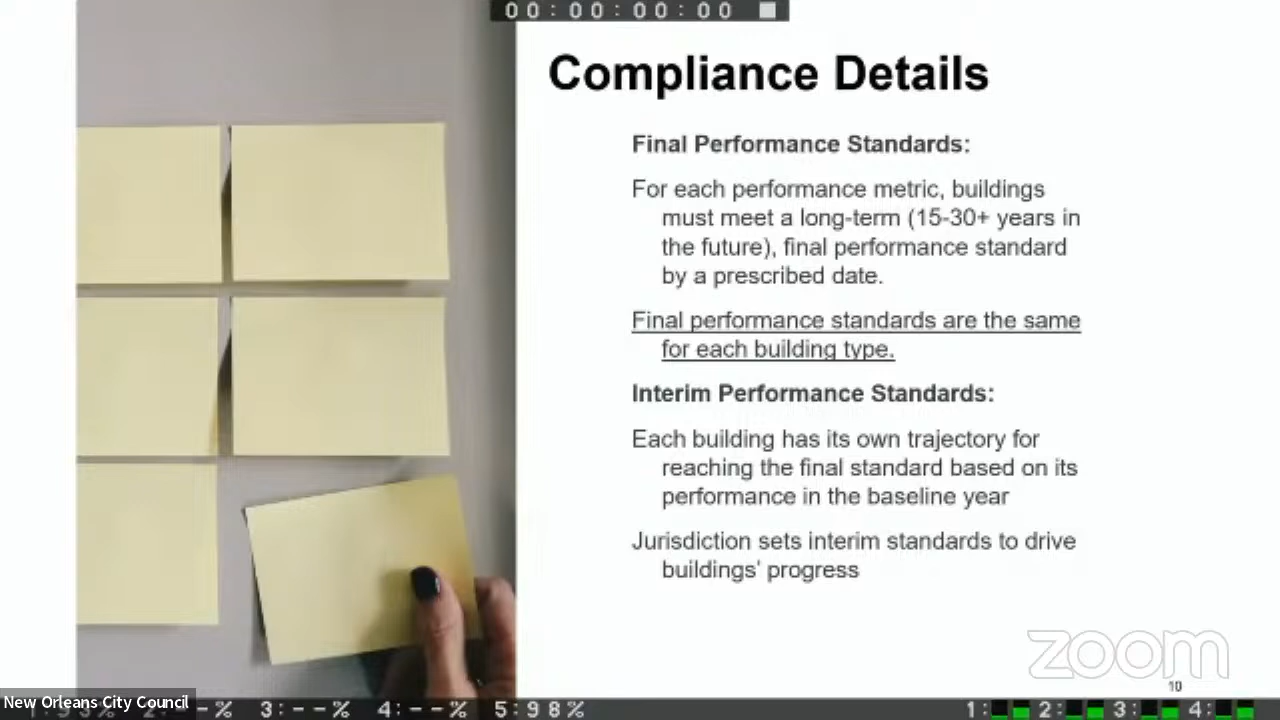 00:00:00:00
Compliance Details
Final Performance Standards:
For each performance metric, buildings
must meet a long-term (15-30+ years in
the future), final performance standard
by a prescribed date.
Final performance standards are the same
for each building type.
Interim Performance Standards:
Each building has its own trajectory for
reaching the final standard based on its
performance in the baseline year
Jurisdiction sets interim standards to drive
buildings' progress
zoom
10
New Orleans City Council
-% 3:--% 4:--% 5:98%
1: 2: 3: 4: